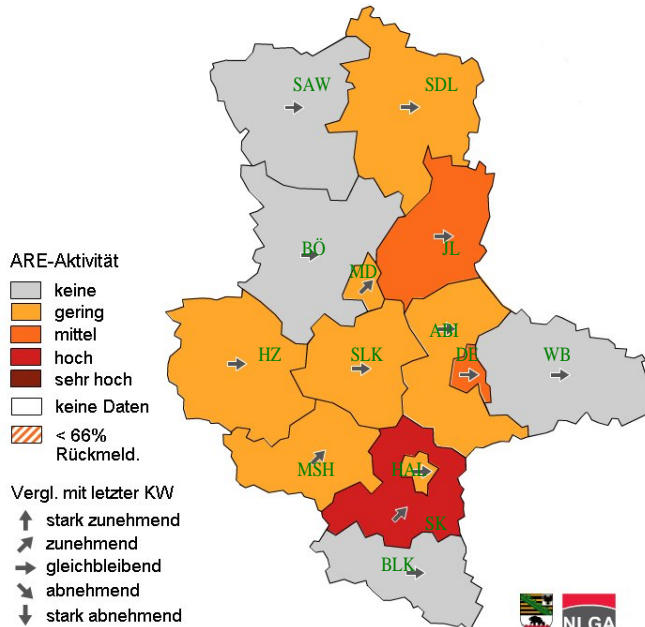 SAW
SDL
BÖ
JL
MD
ABI
HZ
SLK
DE
WB
MSH
HAL
SK
BLK
ARE-Aktivität
keine
gering
mittel
hoch
sehr hoch
keine Daten
< 66%
Rückmeld.
Vergl. mit letzter KW
stark zunehmend
zunehmend
gleichbleibend
abnehmend
stark abnehmend
NLGA